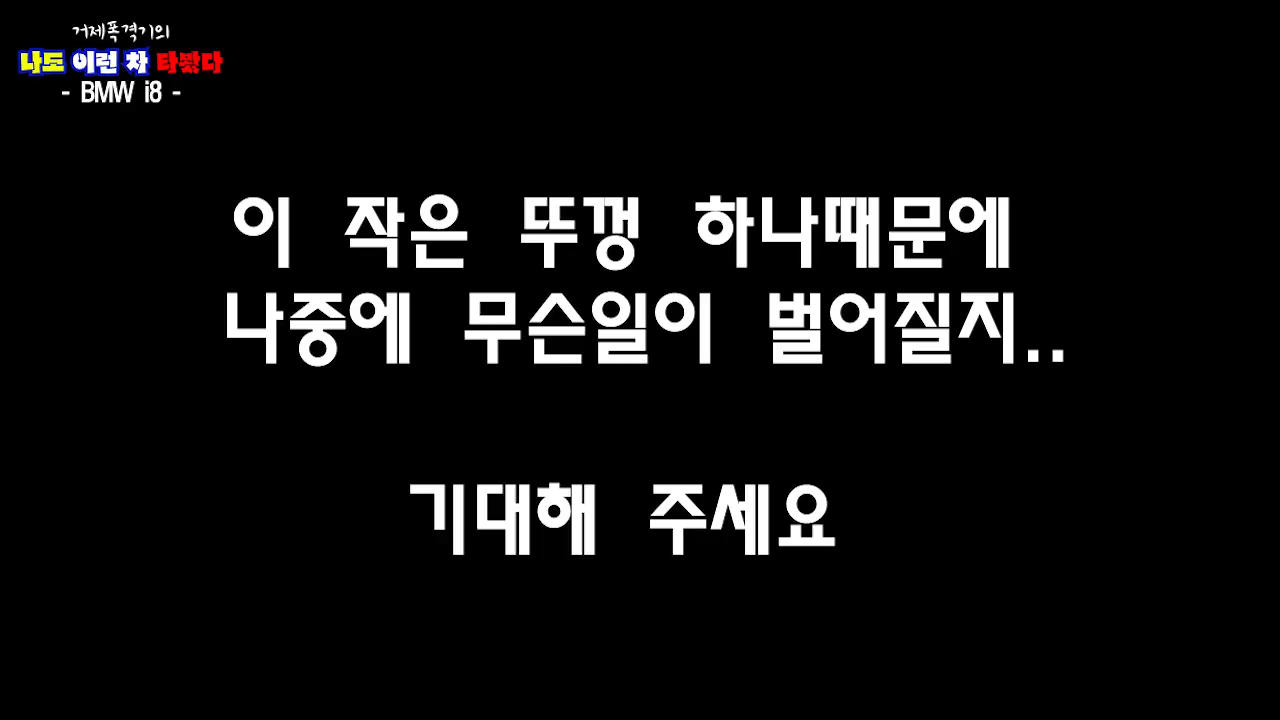 거제폭격기의
나도 이런 차 타봤다
- BMW i8 -
이 작은 뚜껑 하나때문에
나중에 무슨일이 벌어질지..
기대해 주세요